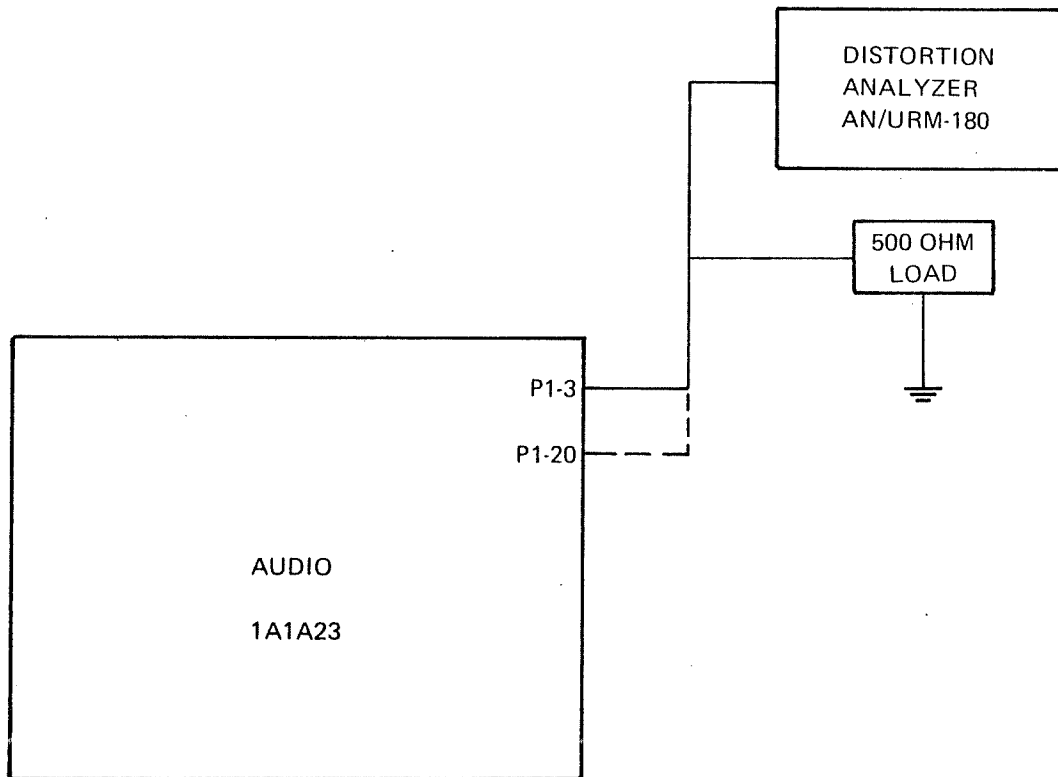 DISTORTION
ANALYZER
AN/URM-180
500 OHM
LOAD
P1-3
P1-20
AUDIO
1A1A23